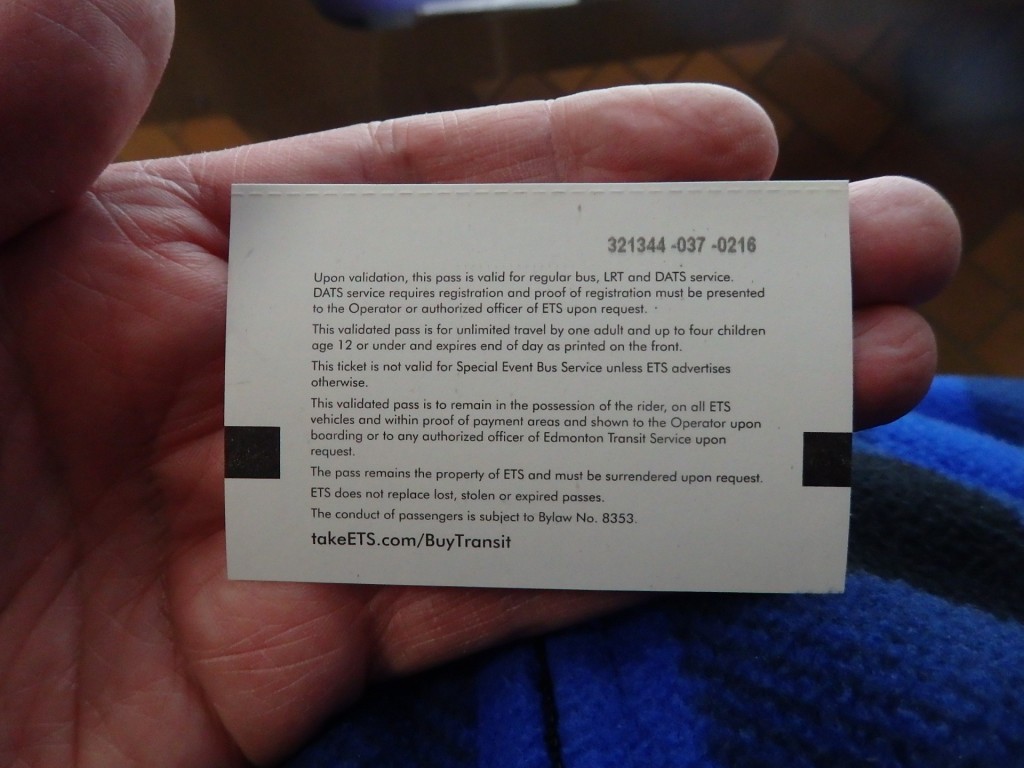 321344 -037 -0216
Upon validation, this pass is valid for regular bus, LRT and DATS service.
DATS service requires registration and proof of registration must be presented
to the Operator or authorized officer of ETS upon request.
This validated pass is for unlimited travel by one adult and up to four children
age 12 or under and expires end of day as printed on the front.
This ticket is not valid for Special Event Bus Service unless ETS advertises
otherwise.
This validated pass is to remain in the possession of the rider, on all ETS
vehicles and within proof of payment areas and shown to the Operator upon
boarding or to any authorized officer of Edmonton Transit Service upon
request.
The pass remains the property of ETS and must be surrendered upon request.
ETS does not replace lost, stolen or expired passes.
The conduct of passengers is subject to Bylaw No. 8353.
takeETS.com/BuyTransit